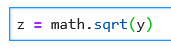 z = math.sqrt(y)